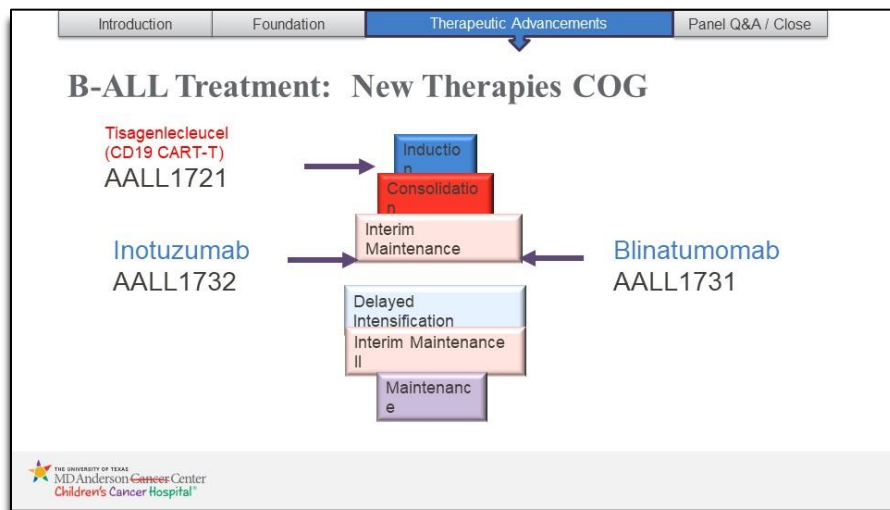 Introduction
Foundation
Therapeutic Advancements
Panel Q&A / Close
B-ALL Treatment: New Therapies COG
Tisagenlecleucel
(CD19 CART-T)
AALL1721
Inductio
n
Consolidatio
n
Interim
Maintenance
Inotuzumab
AALL1732
Blinatumomab
AALL1731
Delayed
Intensification
Interim Maintenance
II
Maintenanc
e
THE UNIVERSITY OF TEXAS
MDAnderson Cancer Center
Children's Cancer Hospital®